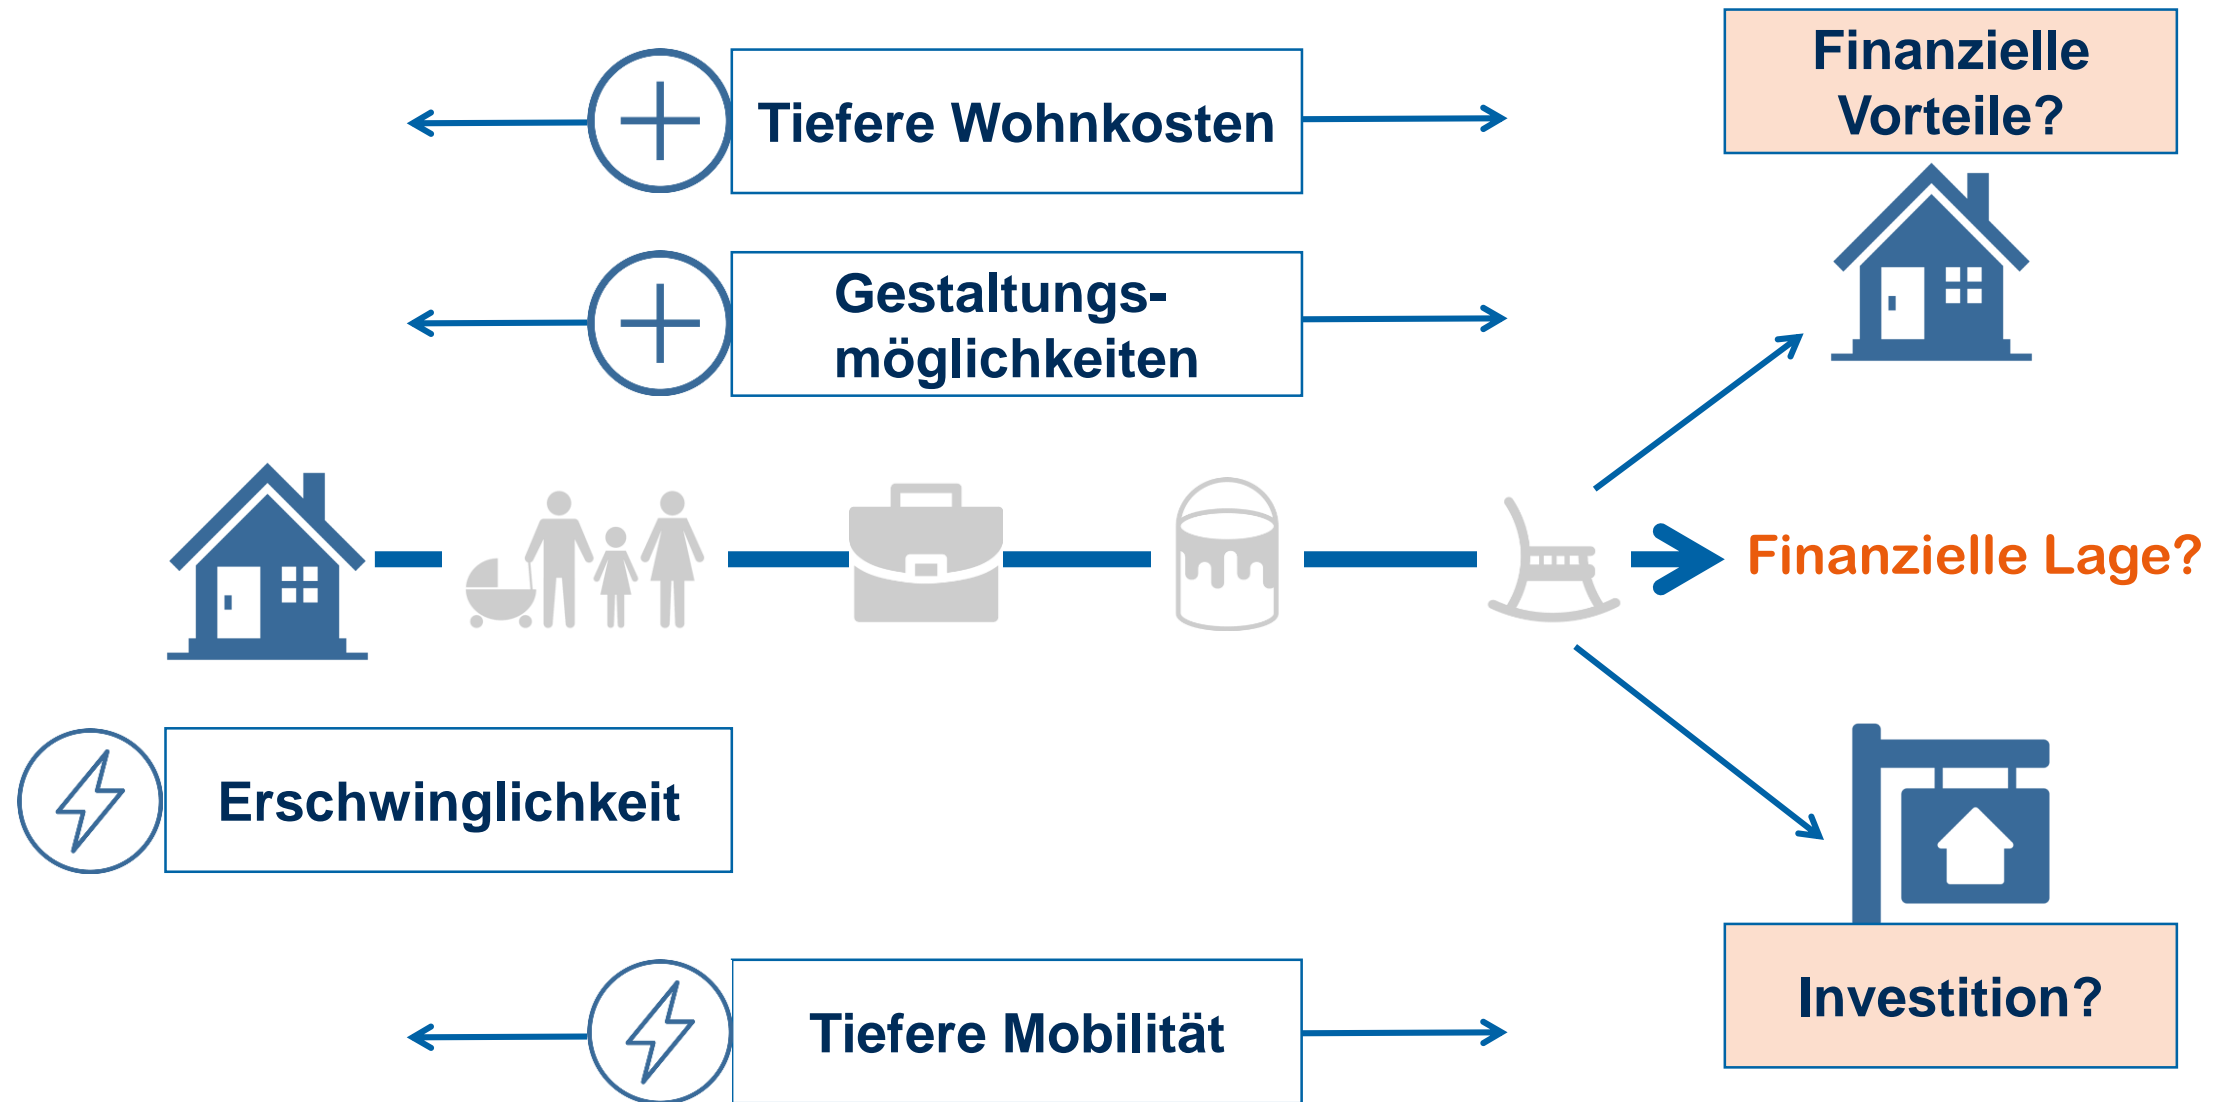 Finanzielle
Vorteile?
Tiefere Wohnkosten
Gestaltungs-
möglichkeiten
Finanzielle Lage?
Erschwinglichkeit
Investition?
Tiefere Mobilität